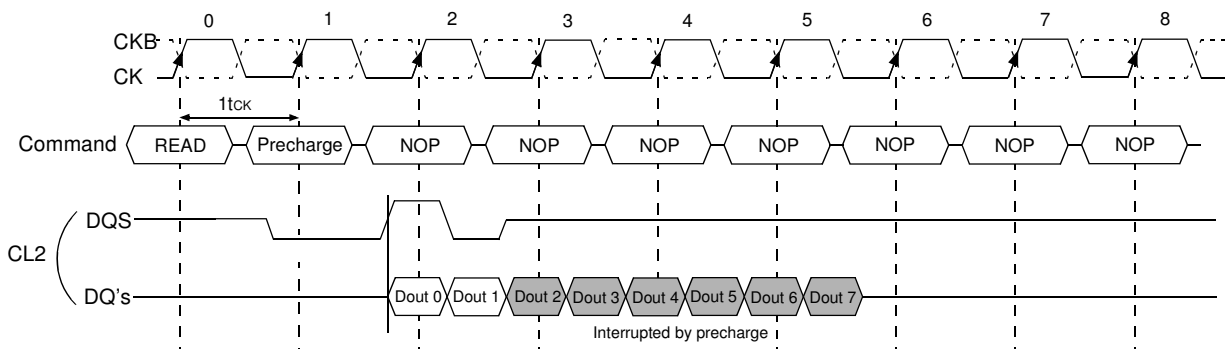 0 1 2 3 4 5 6 7 8
CKB
CK
1tCK
Command READ Precharge NOP NOP NOP NOP NOP NOP NOP
DQS
CL2
DQ's Dout 0 Dout 1 Dout 2 Dout 3 Dout 4 Dout 5 Dout 6 Dout 7
Interrupted by precharge